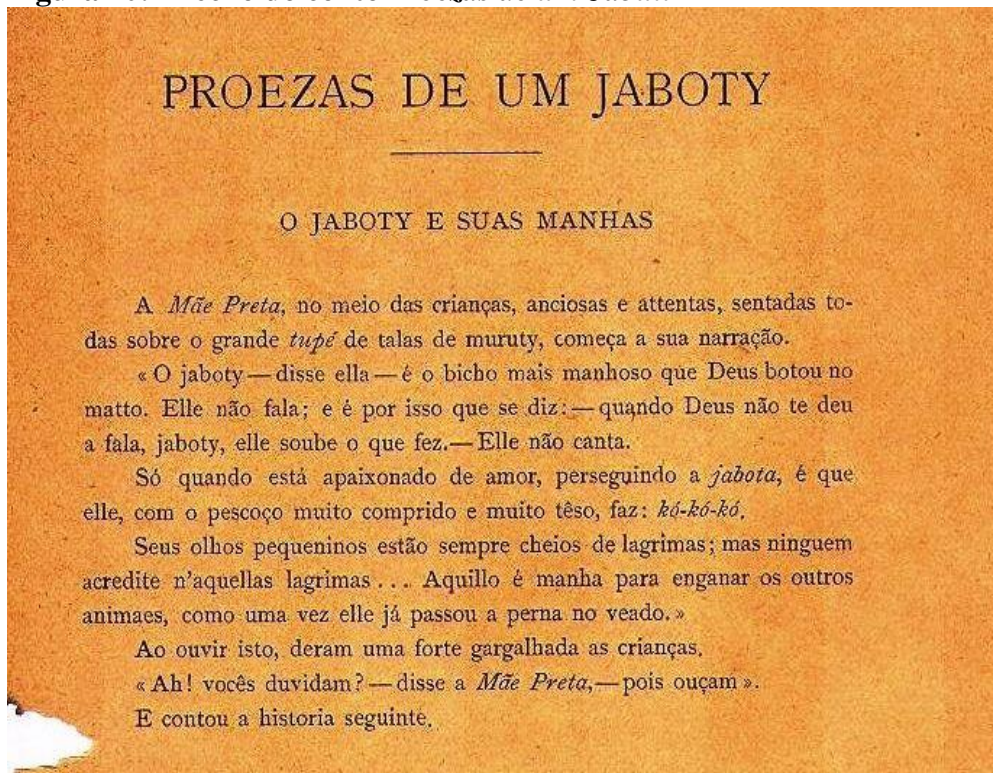 PROEZAS DE UM JABOTY
O JABOTY E SUAS MANHAS
A Mãe Preta, no meio das crianças, anciosas e attentas, sentadas to-
das sobre o grande tupé de talas de muruty, começa a sua narração.
« O jaboty — disse ella — é o bicho mais manhoso que Deus botou no
matto. Elle não fala; e é por isso que se diz: — quando Deus não te deu
a fala, jaboty, elle soube o que fez. — Elle não canta.
Só quando está apaixonado de amor, perseguindo a jabota, é que
elle, com o pescoço muito comprido e muito têso, faz: kó-kó-kó.
Seus olhos pequeninos estão sempre cheios de lagrimas; mas ninguem
acredite n'aquellas lagrimas ... Aquillo é manha para enganar os outros
animaes, como uma vez elle já passou a perna no veado. »
Ao ouvir isto, deram uma forte gargalhada as crianças.
« Ah! vocês duvidam? — disse a Mãe Preta, — pois ouçam ».
E contou a historia seguinte.